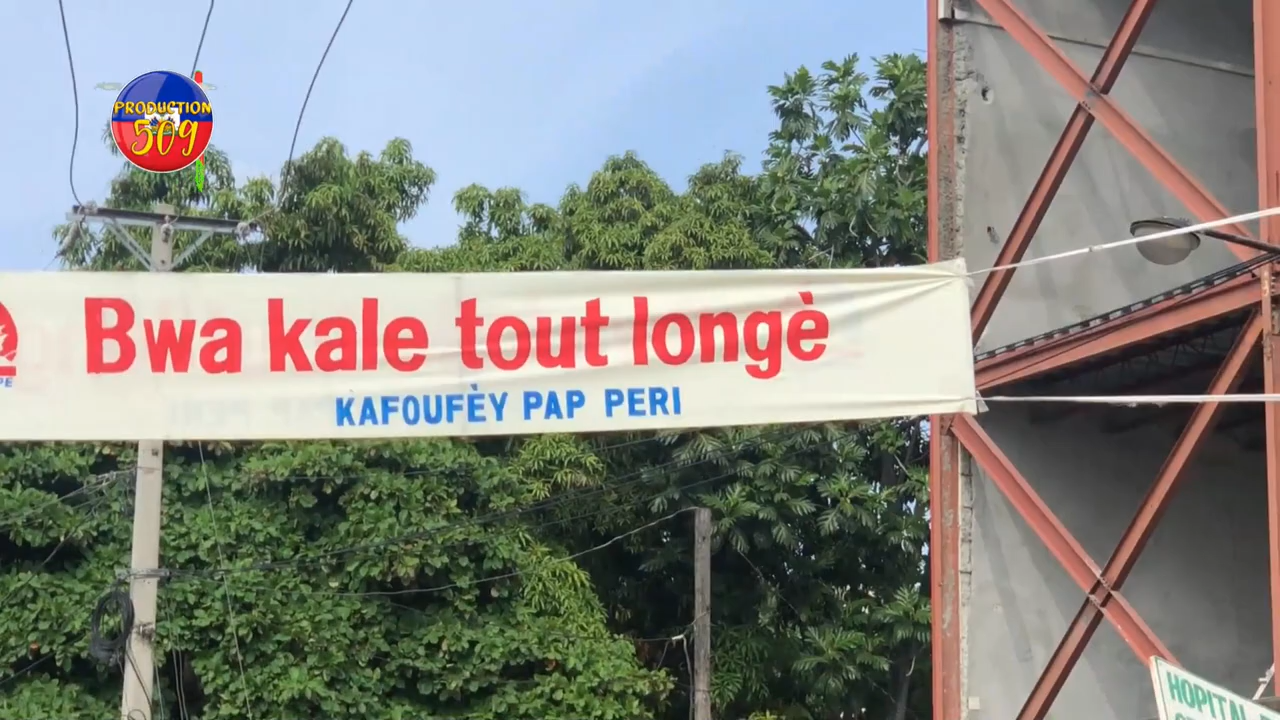 PRODUCTION
509
Bwa kale tout longè
KAFOUFÈY PAP PERI
HOPITAL